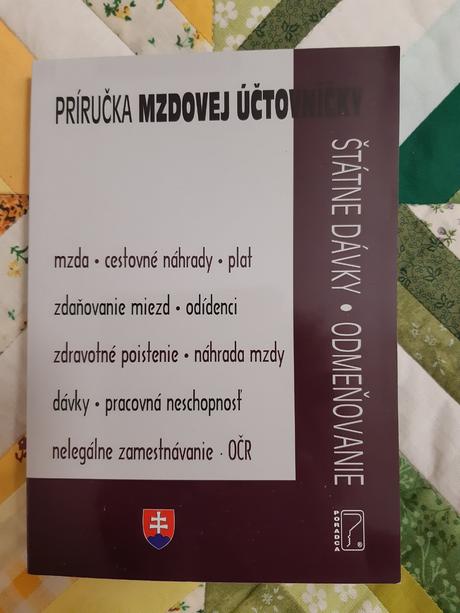 PRÍRUČKA MZDOVEJ ÚČTOVNÍČKY
ŠTÁTNE DÁVKY • ODMEŇOVANIE
mzda • cestovné náhrady • plat
zdaňovanie miezd • odídenci
zdravotné poistenie • náhrada mzdy
dávky • pracovná neschopnosť
nelegálne zamestnávanie · OČR
PORADCA
®